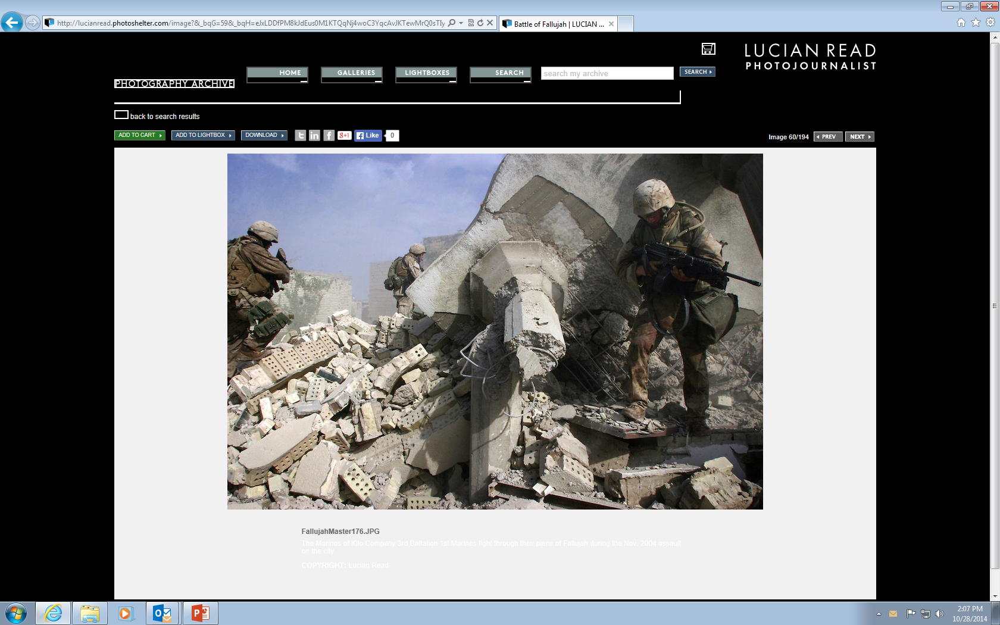 http://lucianread.photoshelter.com/image?&_bqG=59&_bqH=eJxLDDfPM8kJdEus0M1KTQqNj4woC3YqcAvJKTewMrQ0sTIy
Battle of Fallujah | LUCIAN ...
LUCIAN READ
PHOTOJOURNALIST
PHOTOGRAPHY ARCHIVE
HOME
GALLERIES
LIGHTBOXES
SEARCH
search my archive
SEARCH
back to search results
ADD TO CART
ADD TO LIGHTBOX
DOWNLOAD
t
in
f
g+1
f Like
0
Image 60/194
PREV
NEXT
FallujahMaster176.JPG
The Marines of Kilo Company 3rd Battalion 1st Marines fight through their piece of Fallujah during the Nov. 2004 assault
on the city
COPYRIGHT: Lucian Read
2:07 PM
10/28/2014